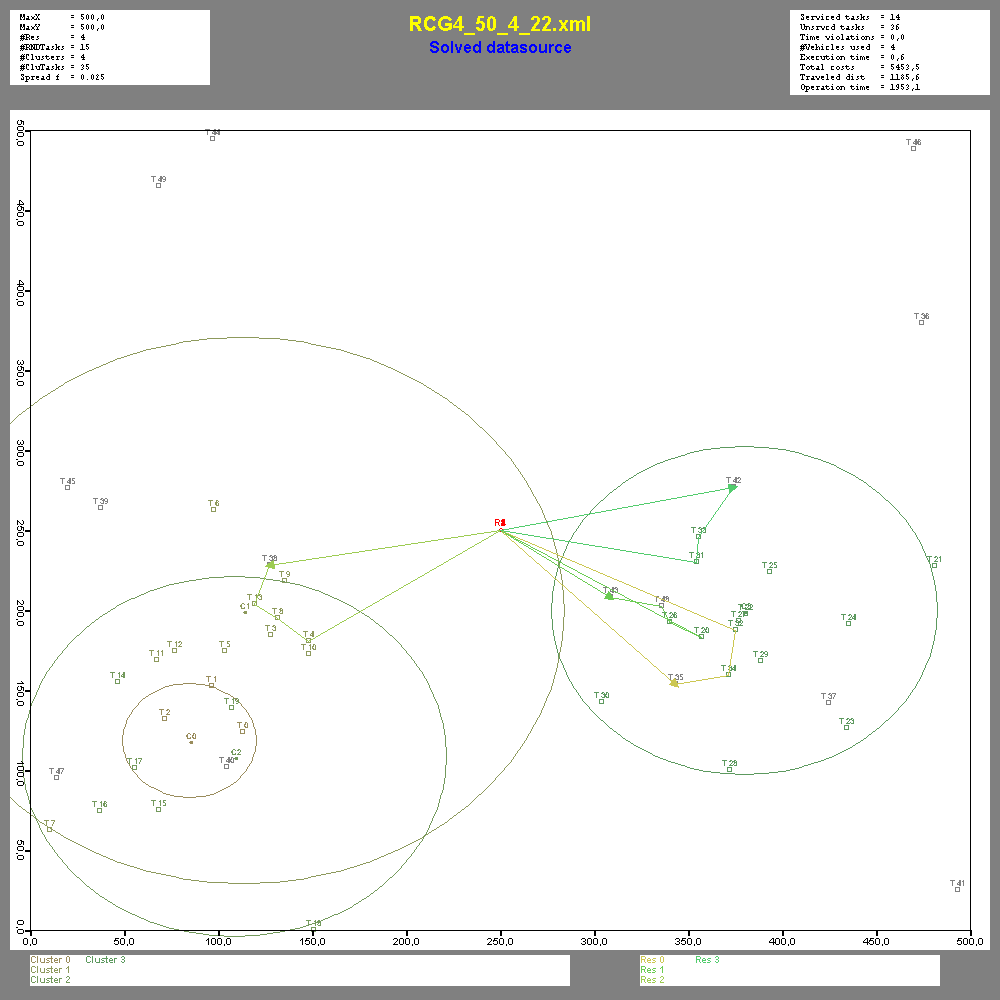 MaxX = 500,0
MaxY = 500,0
#Res = 4
#RNDTasks = 15
#Clusters = 4
#CluTasks = 35
Spread f = 0.025
RCG4_50_4_22.xml
Solved datasource
Serviced tasks = 14
Unsrvcd tasks = 36
Time violations = 0,0
#Vehicles used = 4
Execution time = 0,6
Total costs = 5453,5
Traveled dist = 1185,6
Operation time = 1953,1
500,0
450,0
400,0
350,0
300,0
250,0
200,0
150,0
100,0
50,0
0,0
T 44
T 46
T 49
T 36
T 42
T 45
T 39
T 6
T 33
T 38
T 31
T 21
T 9
T 25
T 43
T 13
C1
T 8
T 26
T 24
T 3
T 4
T 20
T 32
T 12
T 5
T 10
T 11
T 29
T 14
T 1
T 34
T 35
T 30
T 37
T 19
T 2
T 0
T 23
C0
C2
T 17
T 40
T 28
T 47
T 16
T 15
T 7
T 41
T 18
0,0 50,0 100,0 150,0 200,0 250,0 300,0 350,0 400,0 450,0 500,0
Cluster 0 Cluster 3
Cluster 1
Cluster 2
Res 0 Res 3
Res 1
Res 2